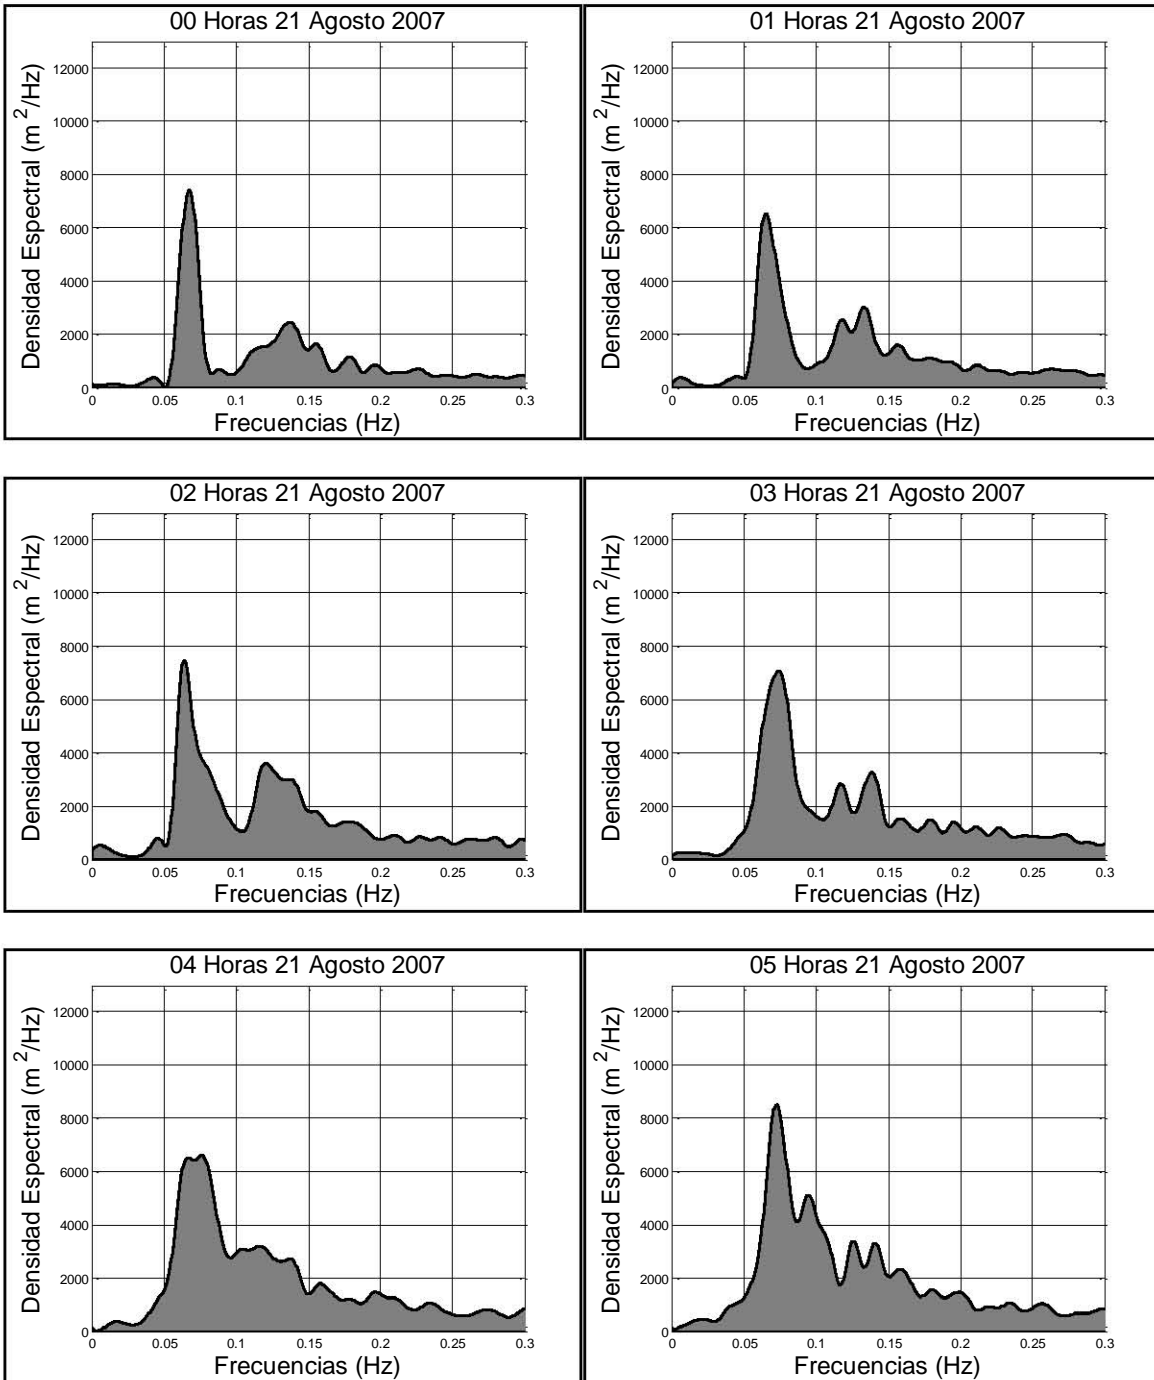 00 Horas 21 Agosto 2007
Densidad Espectral (m 2/Hz)
12000
10000
8000
6000
4000
2000
0
0 0.05 0.1 0.15 0.2 0.25 0.3
Frecuencias (Hz)
01 Horas 21 Agosto 2007
Densidad Espectral (m 2/Hz)
12000
10000
8000
6000
4000
2000
0
0 0.05 0.1 0.15 0.2 0.25 0.3
Frecuencias (Hz)
02 Horas 21 Agosto 2007
Densidad Espectral (m 2/Hz)
12000
10000
8000
6000
4000
2000
0
0 0.05 0.1 0.15 0.2 0.25 0.3
Frecuencias (Hz)
03 Horas 21 Agosto 2007
Densidad Espectral (m 2/Hz)
12000
10000
8000
6000
4000
2000
0
0 0.05 0.1 0.15 0.2 0.25 0.3
Frecuencias (Hz)
04 Horas 21 Agosto 2007
Densidad Espectral (m 2/Hz)
12000
10000
8000
6000
4000
2000
0
0 0.05 0.1 0.15 0.2 0.25 0.3
Frecuencias (Hz)
05 Horas 21 Agosto 2007
Densidad Espectral (m 2/Hz)
12000
10000
8000
6000
4000
2000
0
0 0.05 0.1 0.15 0.2 0.25 0.3
Frecuencias (Hz)